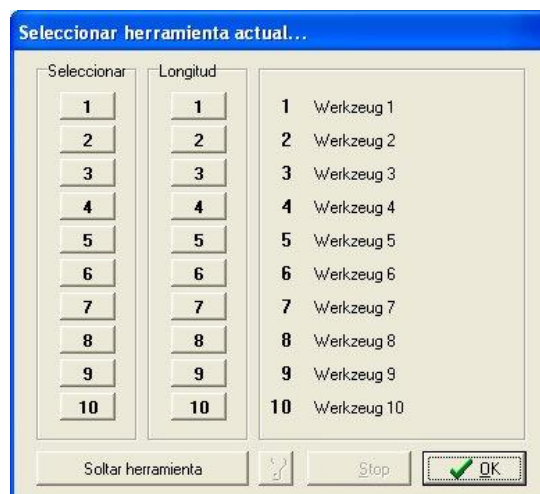 Seleccionar herramienta actual...
Seleccionar Longitud
1 1 1 Werkzeug 1
2 2 2 Werkzeug 2
3 3 3 Werkzeug 3
4 4 4 Werkzeug 4
5 5 5 Werkzeug 5
6 6 6 Werkzeug 6
7 7 7 Werkzeug 7
8 8 8 Werkzeug 8
9 9 9 Werkzeug 9
10 10 10 Werkzeug 10
Soltar herramienta Stop OK